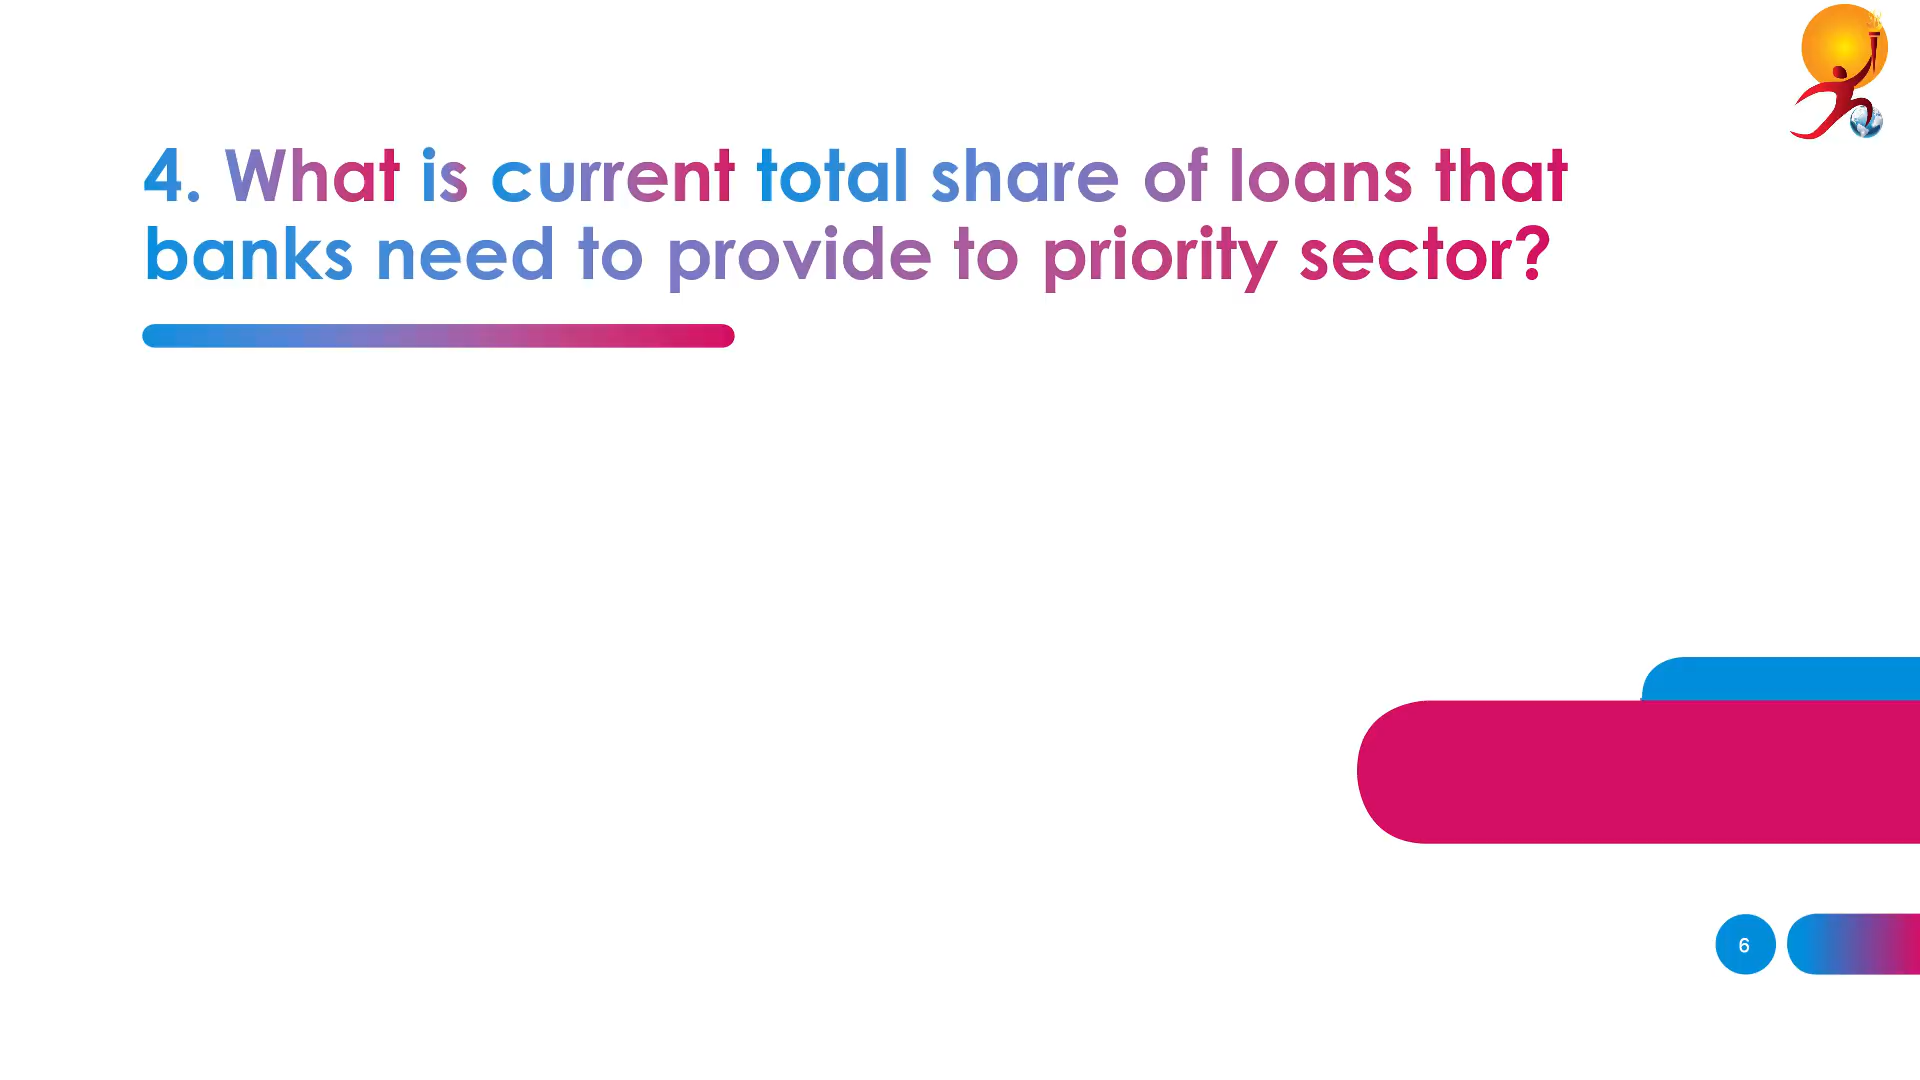 4. What is current total share of loans that
banks need to provide to priority sector?
6